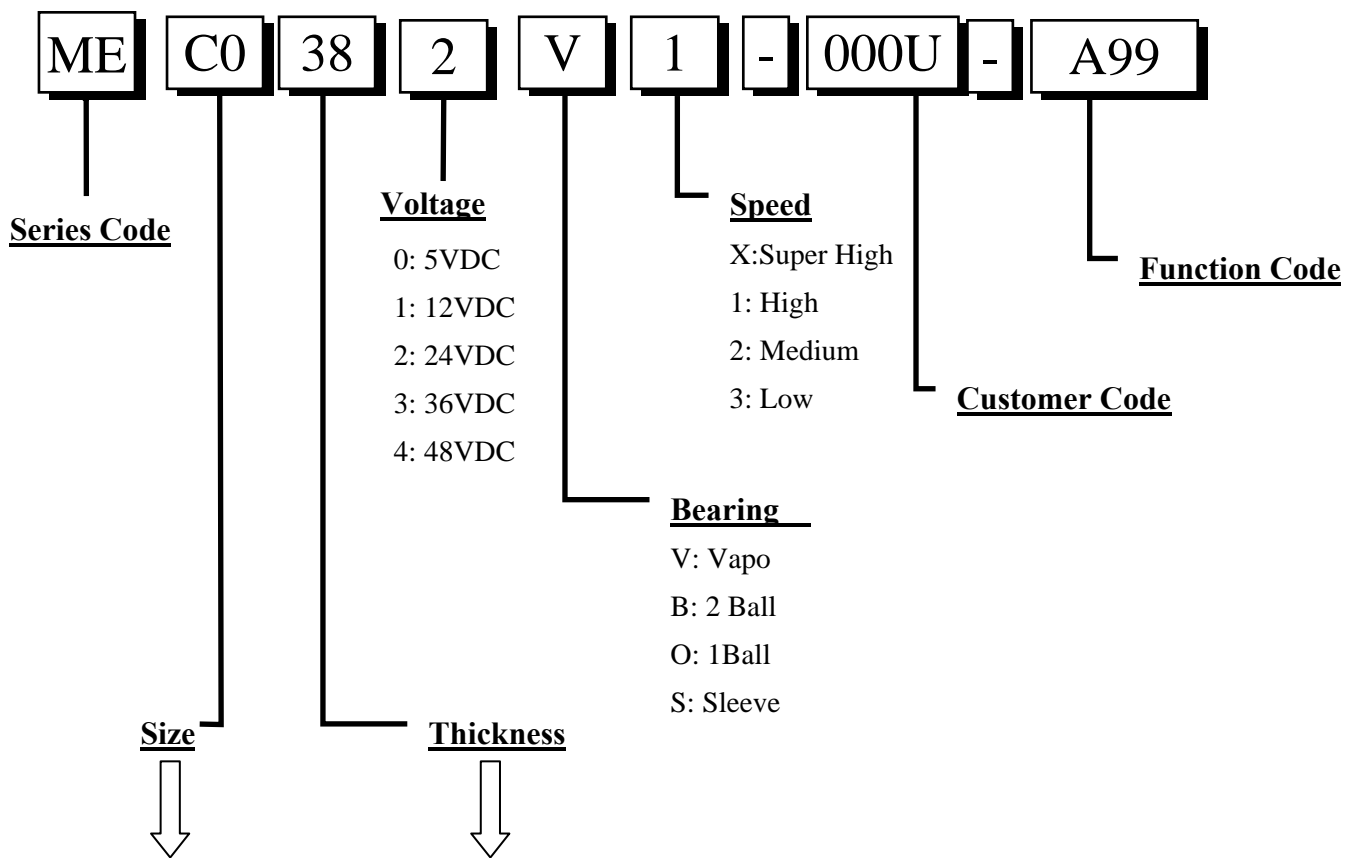 ME C0 38 2 V 1 - 000U - A99
Series Code
Voltage
0: 5VDC
1: 12VDC
2: 24VDC
3: 36VDC
4: 48VDC
Speed
X:Super High
1: High
2: Medium
3: Low
Function Code
Customer Code
Bearing
V: Vapo
B: 2 Ball
O: 1Ball
S: Sleeve
Size
Thickness